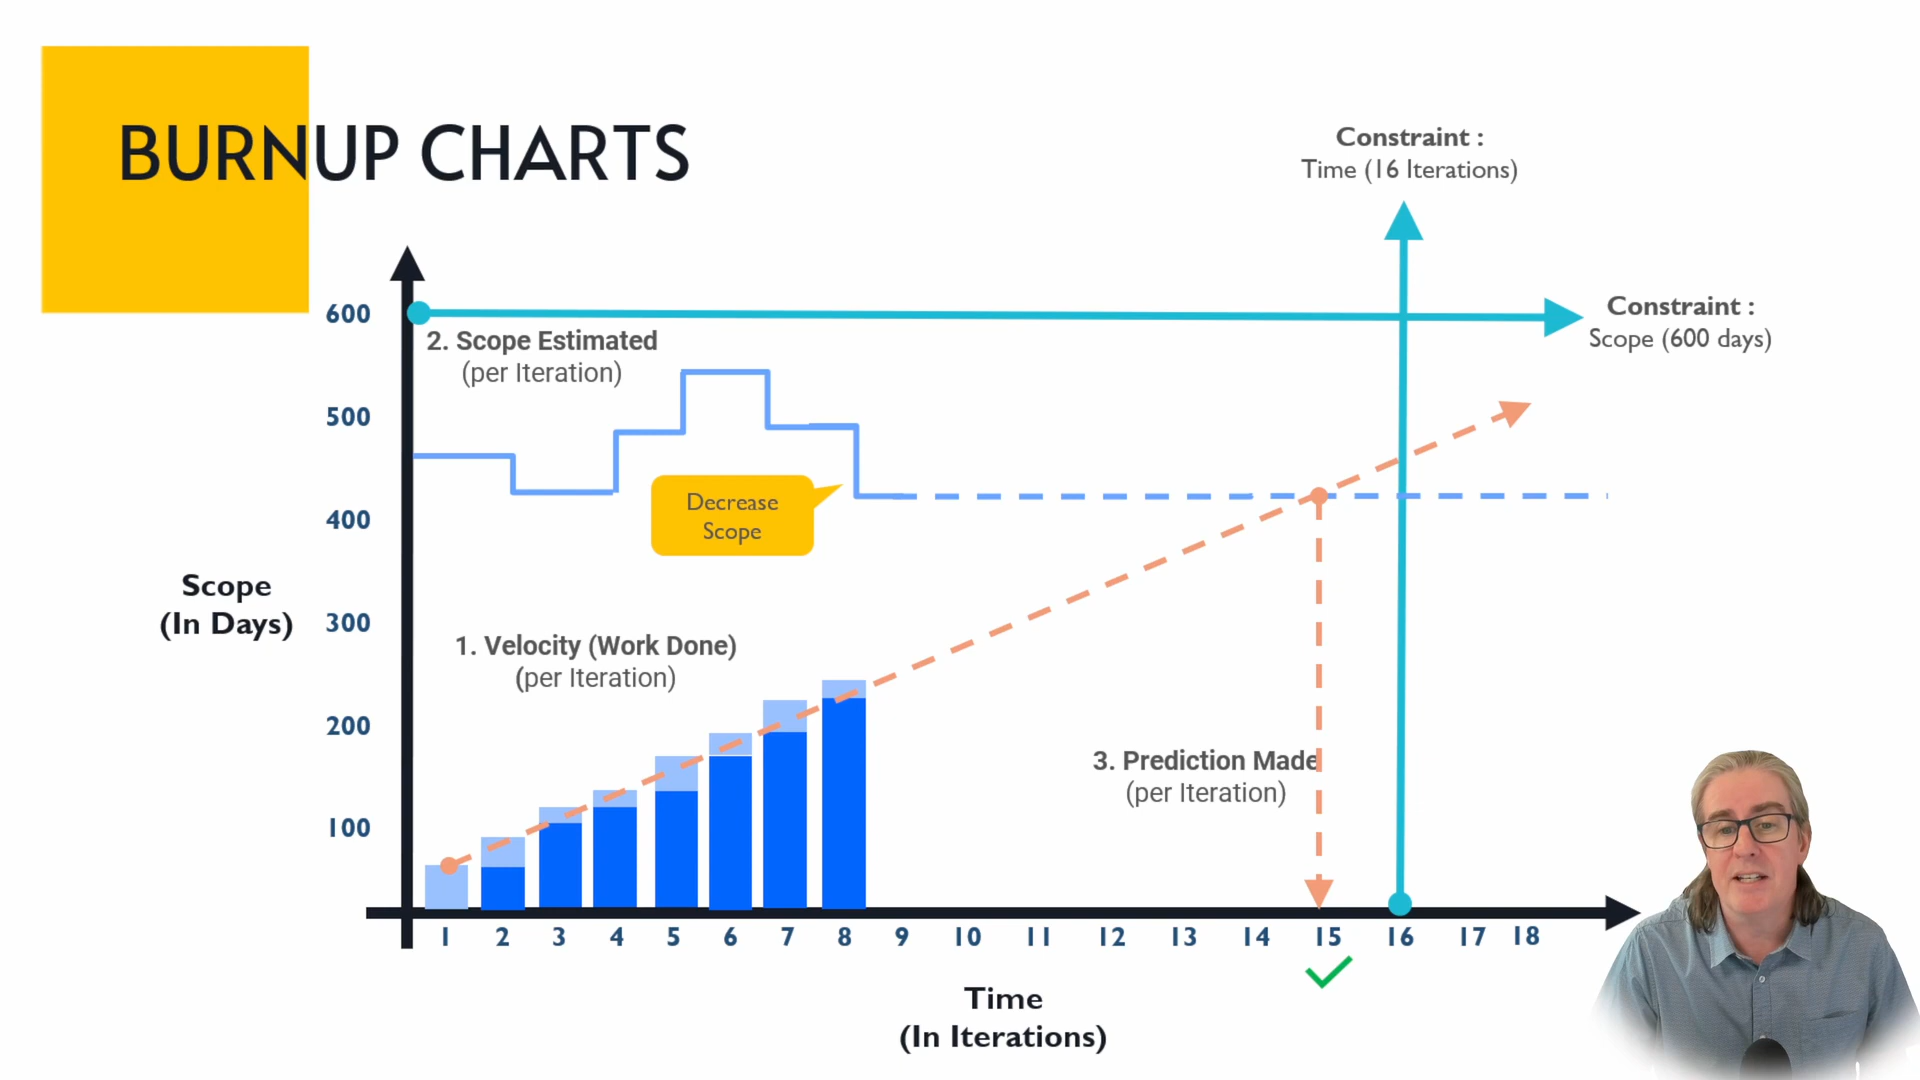 BURNUP CHARTS
Constraint :
Time (16 Iterations)
Constraint :
Scope (600 days)
600
500
400
300
200
100
2. Scope Estimated
(per Iteration)
Decrease
Scope
Scope
(In Days)
1. Velocity (Work Done)
(per Iteration)
3. Prediction Made
(per Iteration)
1 2 3 4 5 6 7 8 9 10 11 12 13 14 15 16 17 18
Time
(In Iterations)